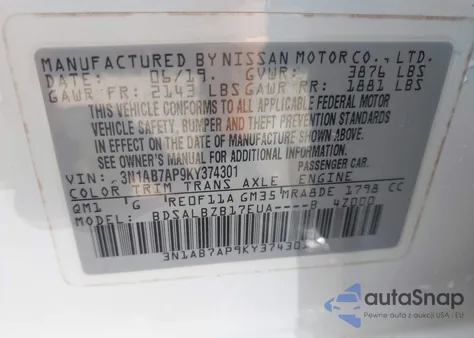 MANUFACTURED BY NISSAN MOTOR CO., LTD.
DATE: 06/19. GVWR: 3876 LBS
GAWR FR: 2143 LBS GAWR RR: 1881 LBS
THIS VEHICLE CONFORMS TO ALL APPLICABLE FEDERAL MOTOR
VEHICLE SAFETY, BUMPER AND THEFT PREVENTION STANDARDS
IN EFFECT ON THE DATE OF MANUFACTURE SHOWN ABOVE.
SEE OWNER'S MANUAL FOR ADDITIONAL INFORMATION.
VIN: 3N1AB7AP9KY374301 PASSENGER CAR
COLOR TRIM TRANS AXLE ENGINE
QM1 G RE0F11A GM35 MRA8DE 1798 CC
MODEL: BDSALBZB17EUA----B 4Z000
3N1AB7AP9KY374301
autoSnap
Pewne auta z aukcji USA i EU